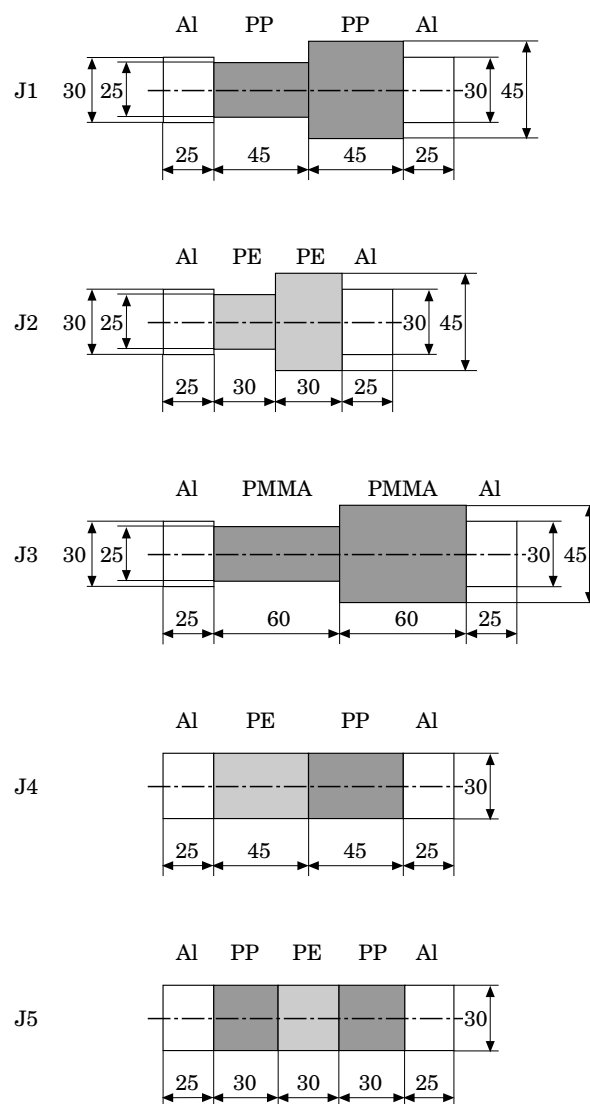 Al PP PP Al
J1 30 25 30 45
25 45 45 25
Al PE PE Al
J2 30 25 30 45
25 30 30 25
Al PMMA PMMA Al
J3 30 25 30 45
25 60 60 25
Al PE PP Al
J4 30
25 45 45 25
Al PP PE PP Al
J5 30
25 30 30 30 25